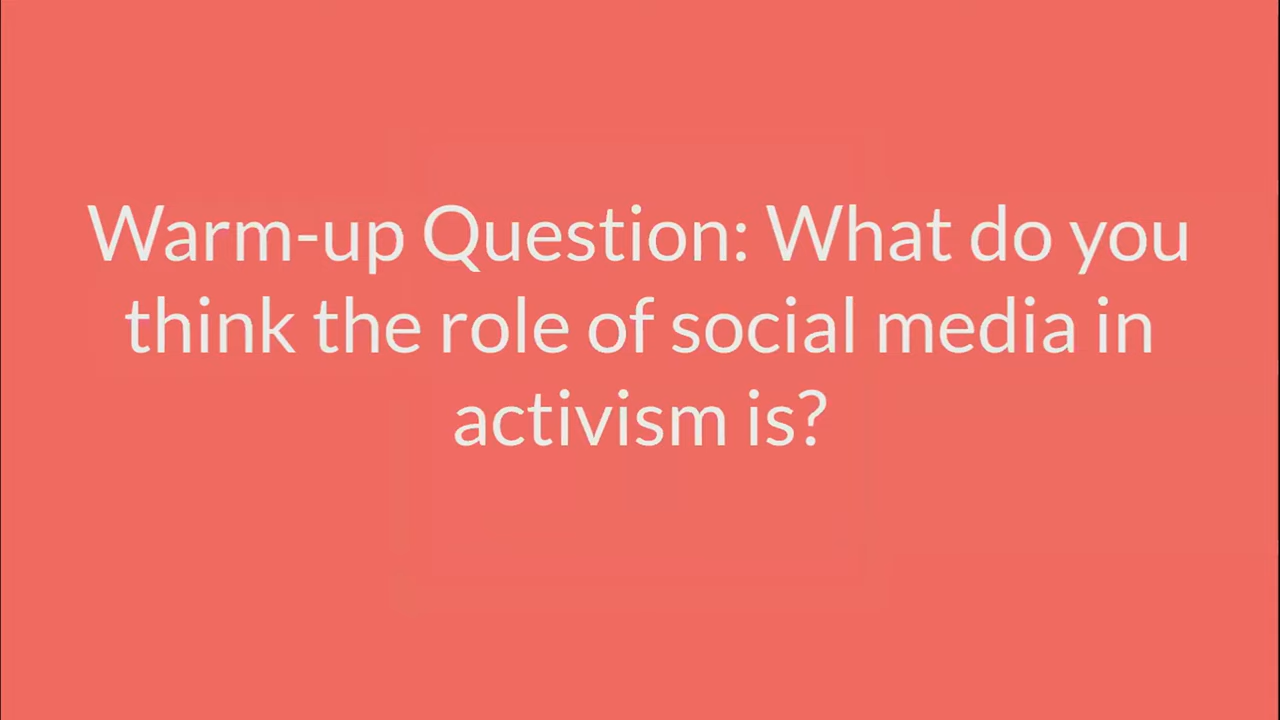 Warm-up Question: What do you
think the role of social media in
activism is?